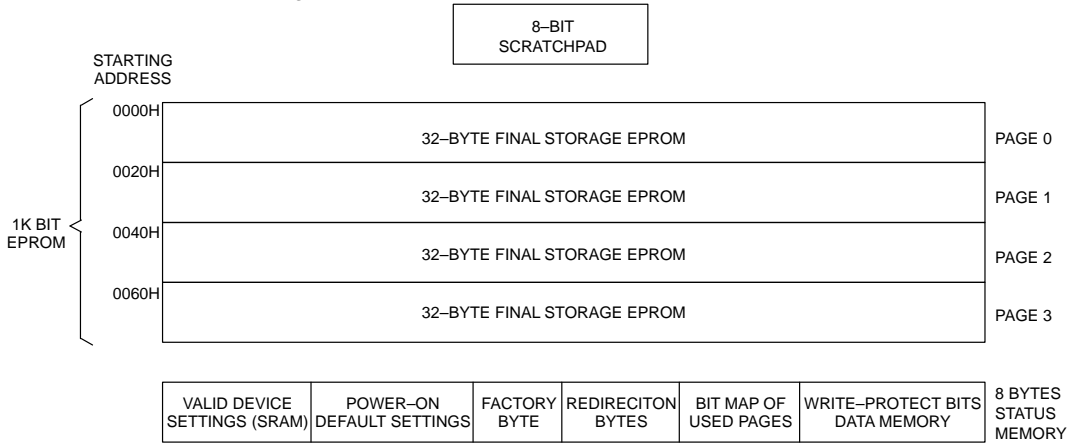 8–BIT
SCRATCHPAD
STARTING
ADDRESS
0000H
32–BYTE FINAL STORAGE EPROM
PAGE 0
0020H
32–BYTE FINAL STORAGE EPROM
PAGE 1
1K BIT
EPROM
0040H
32–BYTE FINAL STORAGE EPROM
PAGE 2
0060H
32–BYTE FINAL STORAGE EPROM
PAGE 3
VALID DEVICE
SETTINGS (SRAM)
POWER–ON
DEFAULT SETTINGS
FACTORY
BYTE
REDIRECITON
BYTES
BIT MAP OF
USED PAGES
WRITE–PROTECT BITS
DATA MEMORY
8 BYTES
STATUS
MEMORY